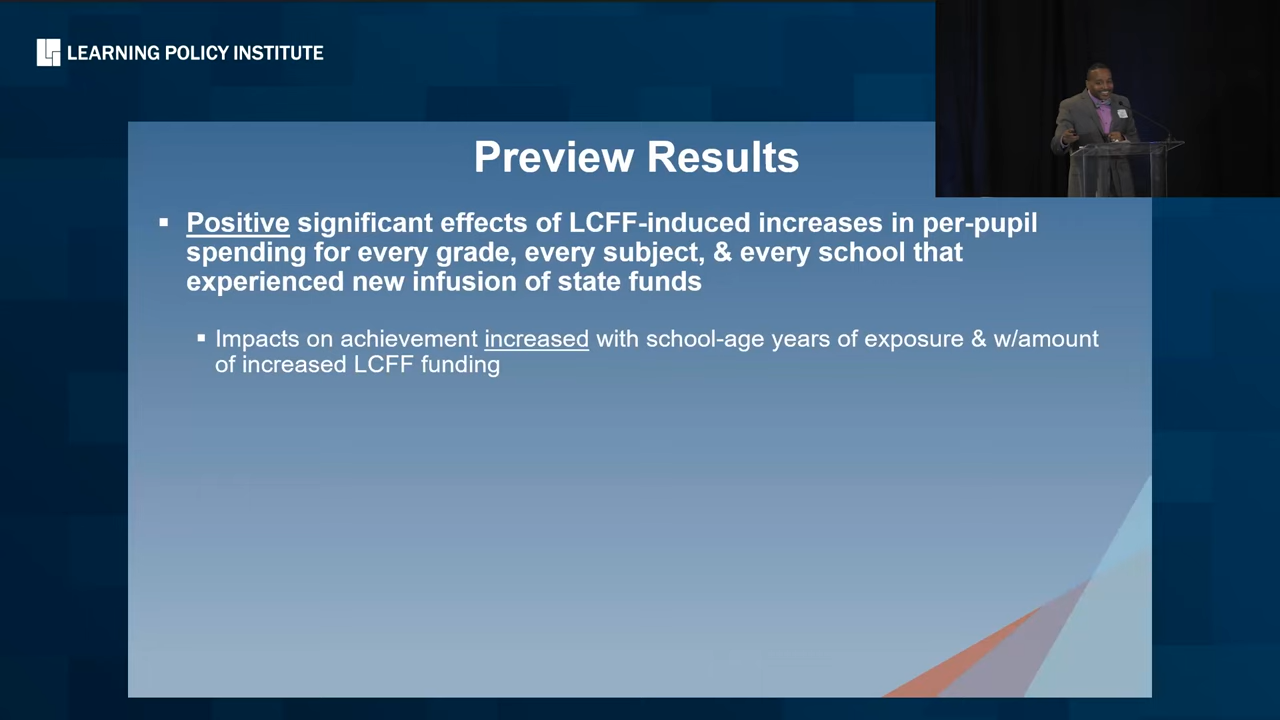 LEARNING POLICY INSTITUTE
Preview Results
▪ Positive significant effects of LCFF-induced increases in per-pupil
spending for every grade, every subject, & every school that
experienced new infusion of state funds
▪ Impacts on achievement increased with school-age years of exposure & w/amount
of increased LCFF funding